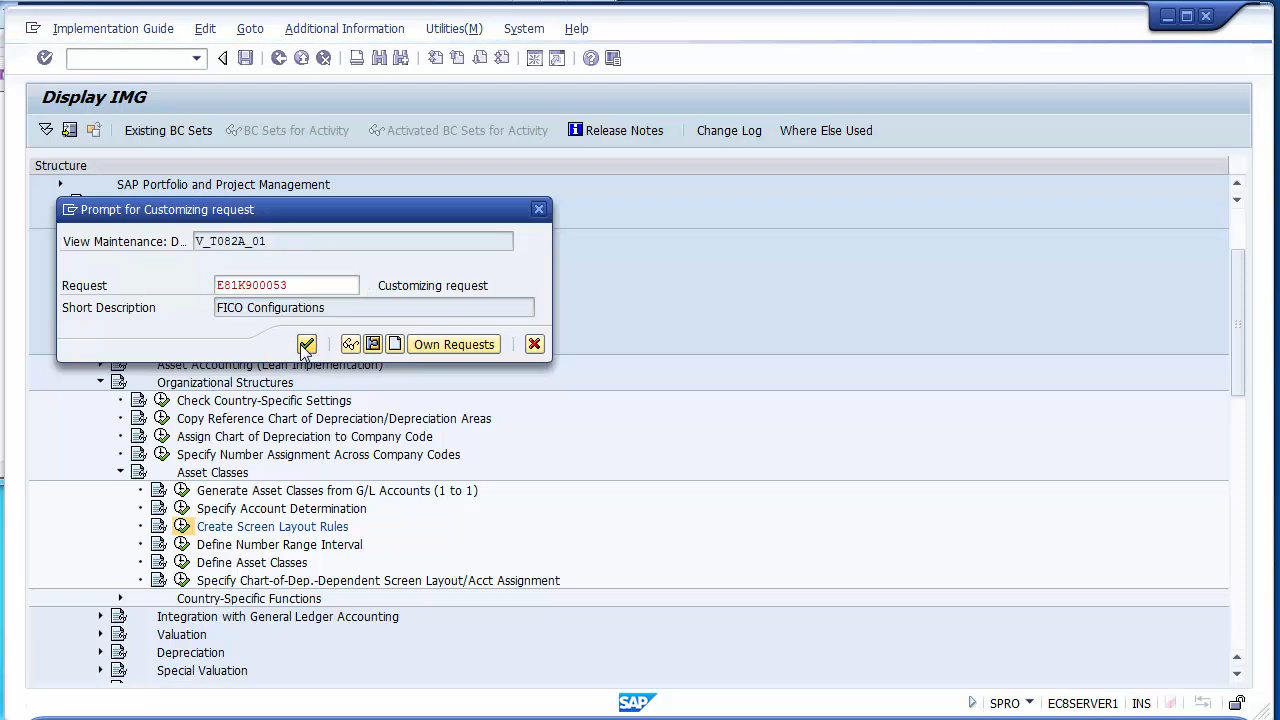 Implementation Guide Edit Goto Additional Information Utilities(M) System Help
Display IMG
Existing BC Sets BC Sets for Activity Activated BC Sets for Activity Release Notes Change Log Where Else Used
Structure
SAP Portfolio and Project Management
Prompt for Customizing request
View Maintenance: D... V_T082A_01
Request E81K900053 Customizing request
Short Description FICO Configurations
Own Requests
Asset Accounting (Lean Implementation)
Organizational Structures
Check Country-Specific Settings
Copy Reference Chart of Depreciation/Depreciation Areas
Assign Chart of Depreciation to Company Code
Specify Number Assignment Across Company Codes
Asset Classes
Generate Asset Classes from G/L Accounts (1 to 1)
Specify Account Determination
Create Screen Layout Rules
Define Number Range Interval
Define Asset Classes
Specify Chart-of-Dep.-Dependent Screen Layout/Acct Assignment
Country-Specific Functions
Integration with General Ledger Accounting
Valuation
Depreciation
Special Valuation
SAP SPRO EC8SERVER1 INS